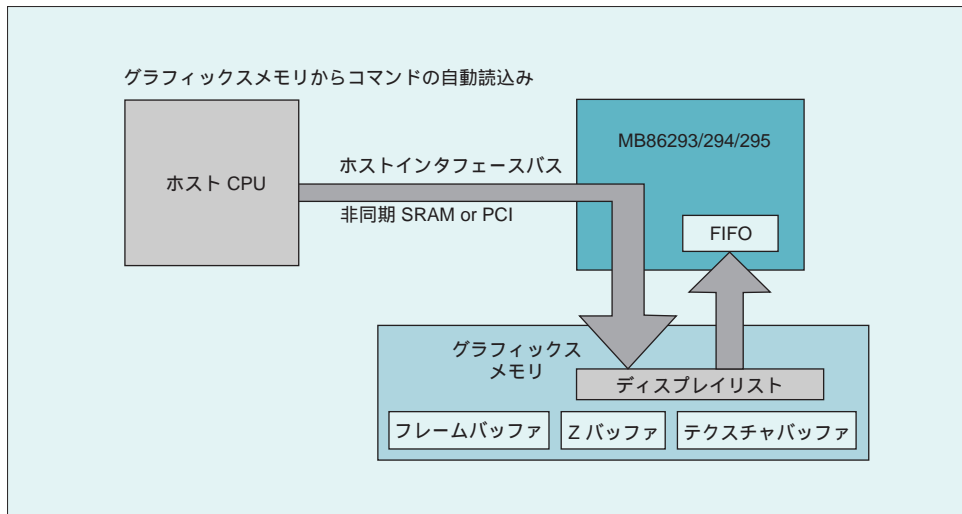 グラフィックスメモリからコマンドの自動読込み
ホスト CPU
ホストインタフェースバス
非同期 SRAM or PCI
MB86293/294/295
FIFO
グラフィックス
メモリ
ディスプレイリスト
フレームバッファ
Z バッファ
テクスチャバッファ